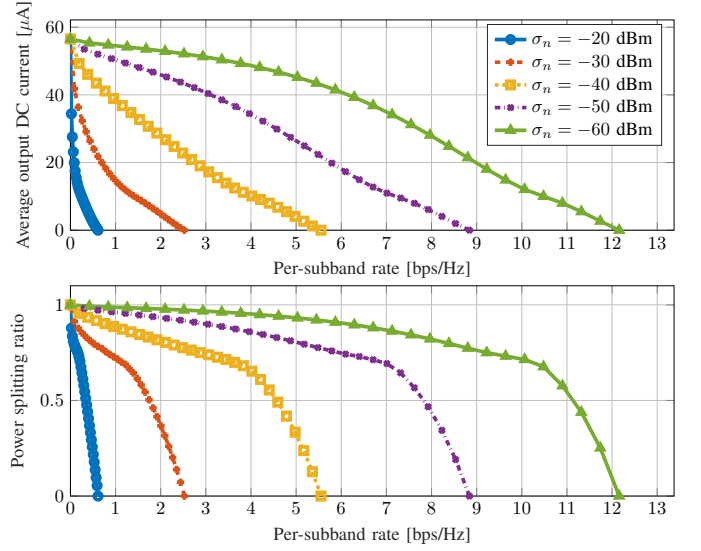 60
40
20
0
0 1 2 3 4 5 6 7 8 9 10 11 12 13
Average output DC current [μA]
Per-subband rate [bps/Hz]
σn = −20 dBm
σn = −30 dBm
σn = −40 dBm
σn = −50 dBm
σn = −60 dBm
1
0.5
0
0 1 2 3 4 5 6 7 8 9 10 11 12 13
Power splitting ratio
Per-subband rate [bps/Hz]